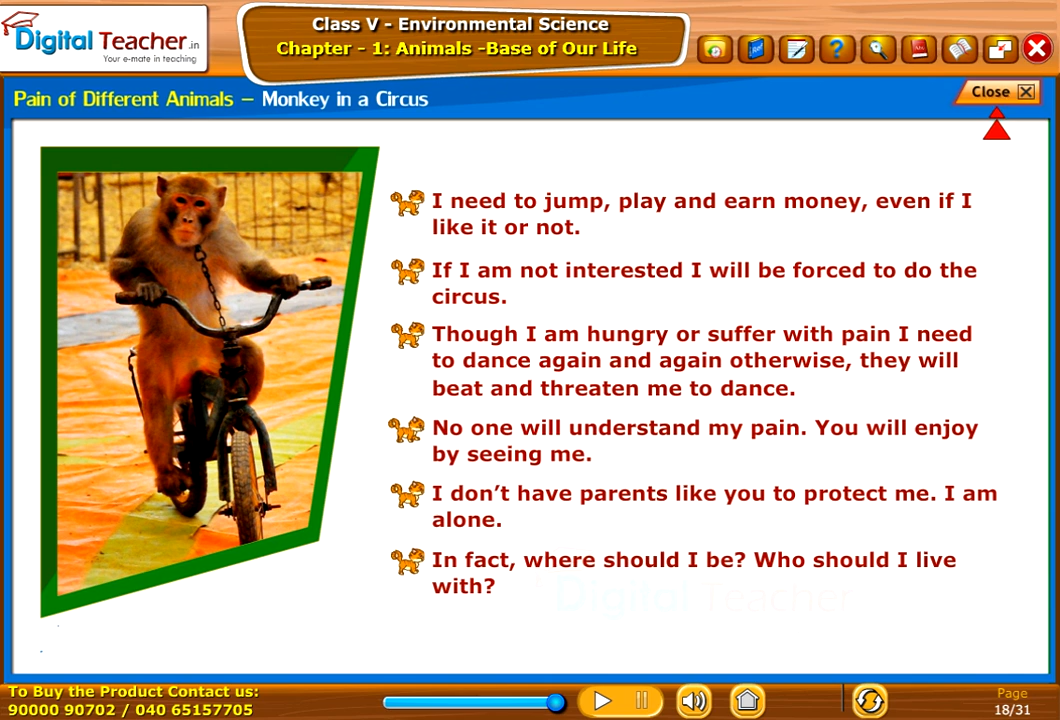 Digital Teacher.in
Your e-mate in teaching
Class V - Environmental Science
Chapter - 1: Animals -Base of Our Life
Pain of Different Animals – Monkey in a Circus
Close
I need to jump, play and earn money, even if I
like it or not.
If I am not interested I will be forced to do the
circus.
Though I am hungry or suffer with pain I need
to dance again and again otherwise, they will
beat and threaten me to dance.
No one will understand my pain. You will enjoy
by seeing me.
I don’t have parents like you to protect me. I am
alone.
In fact, where should I be? Who should I live
with?
Digital Teacher
To Buy the Product Contact us:
90000 90702 / 040 65157705
Page
18/31